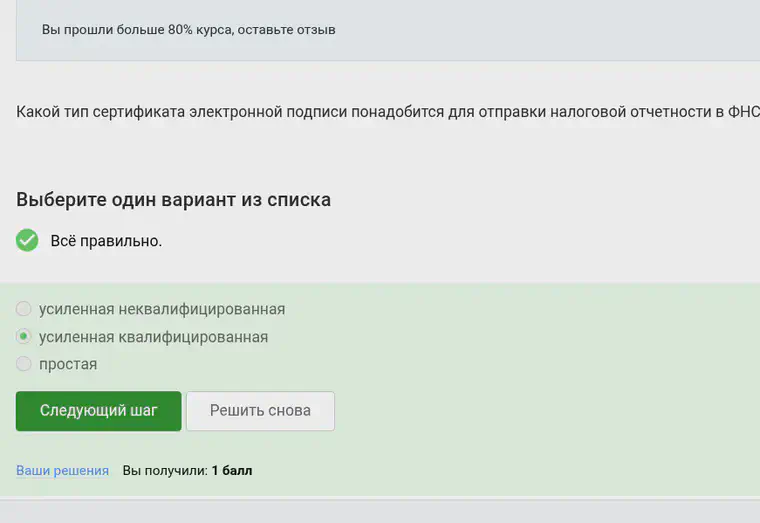 Вы прошли больше 80% курса, оставьте отзыв
Какой тип сертификата электронной подписи понадобится для отправки налоговой отчетности в ФНС
Выберите один вариант из списка
Всё правильно.
усиленная неквалифицированная
усиленная квалифицированная
простая
Следующий шаг
Решить снова
Ваши решения Вы получили: 1 балл